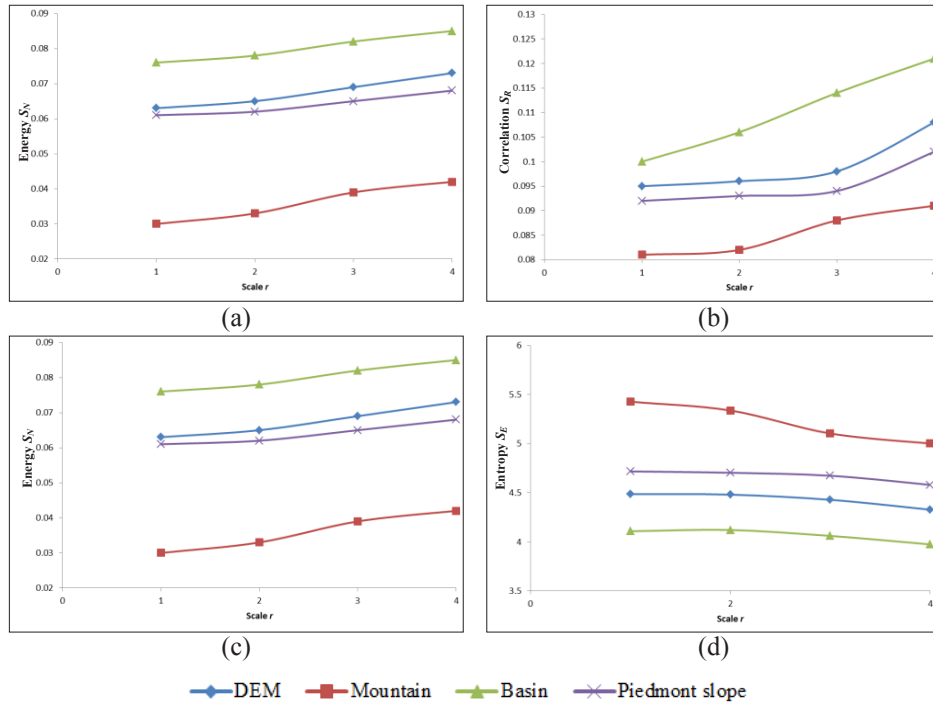 0.09
0.08
0.07
0.06
0.05
0.04
0.03
0.02
Energy S_N
0 1 2 3 4
Scale r
(a)
0.13
0.125
0.12
0.115
0.11
0.105
0.1
0.095
0.09
0.085
0.08
Correlation S_R
0 1 2 3 4
Scale r
(b)
0.09
0.08
0.07
0.06
0.05
0.04
0.03
0.02
Energy S_N
0 1 2 3 4
Scale r
(c)
6
5.5
5
4.5
4
3.5
Entropy S_E
0 1 2 3 4
Scale r
(d)
DEM Mountain Basin Piedmont slope